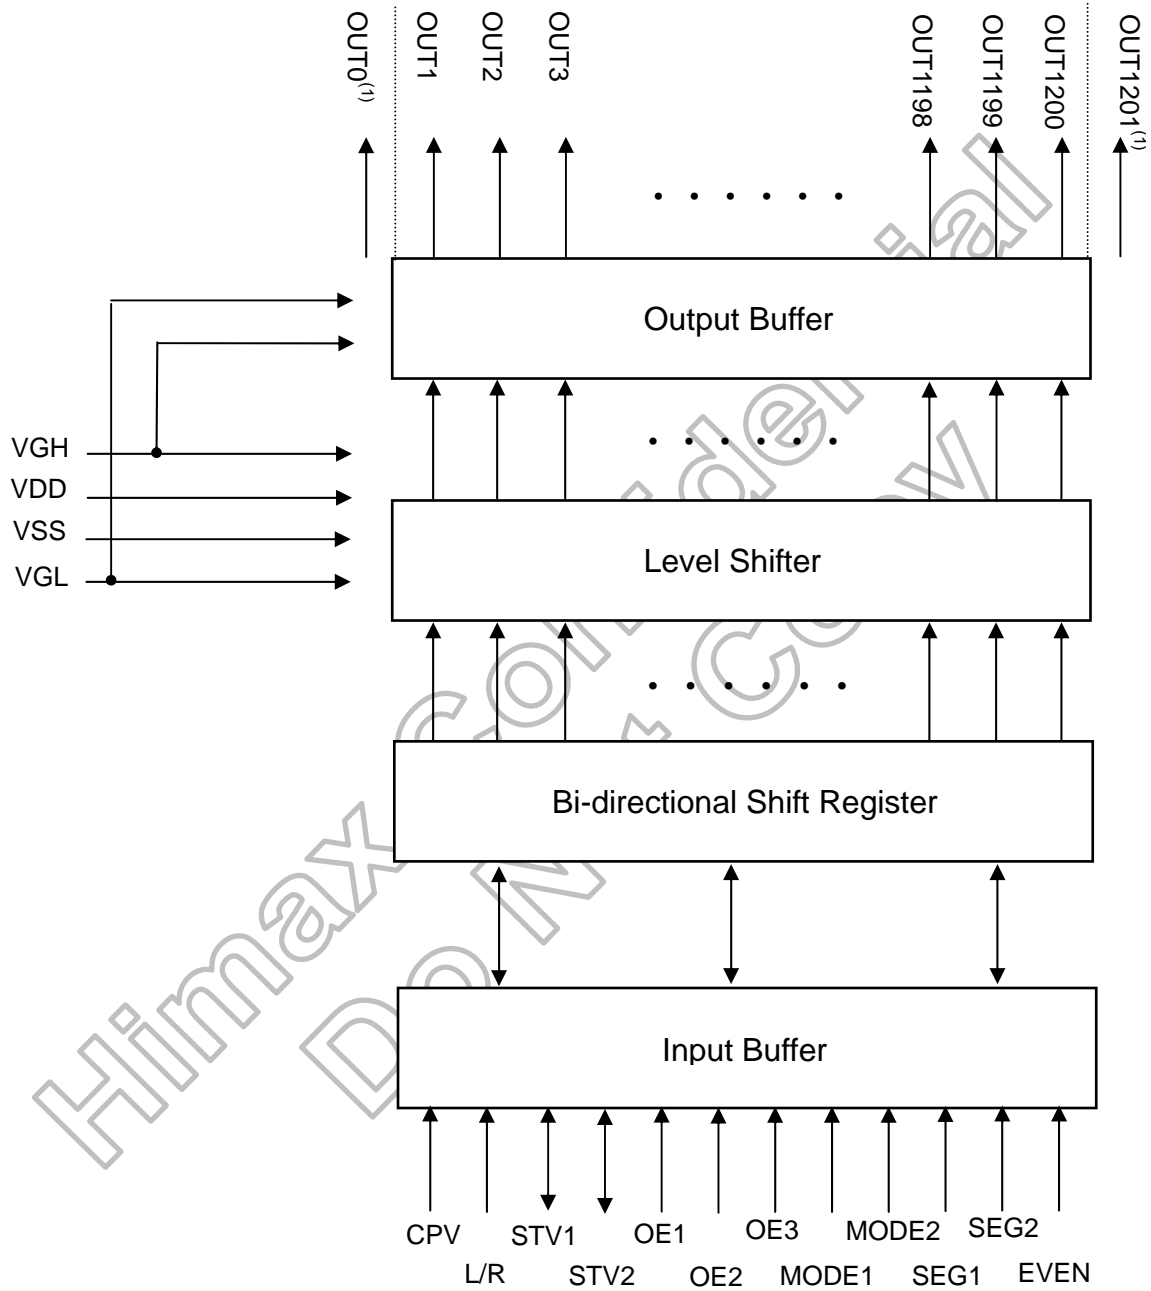 OUT0(1)
OUT1
OUT2
OUT3
OUT1198
OUT1199
OUT1200
OUT1201(1)
Output Buffer
VGH
VDD
VSS
VGL
Level Shifter
Bi-directional Shift Register
Input Buffer
CPV
L/R
STV1
STV2
OE1
OE2
OE3
MODE1
MODE2
SEG1
SEG2
EVEN
Himax Confidential
Do Not Copy